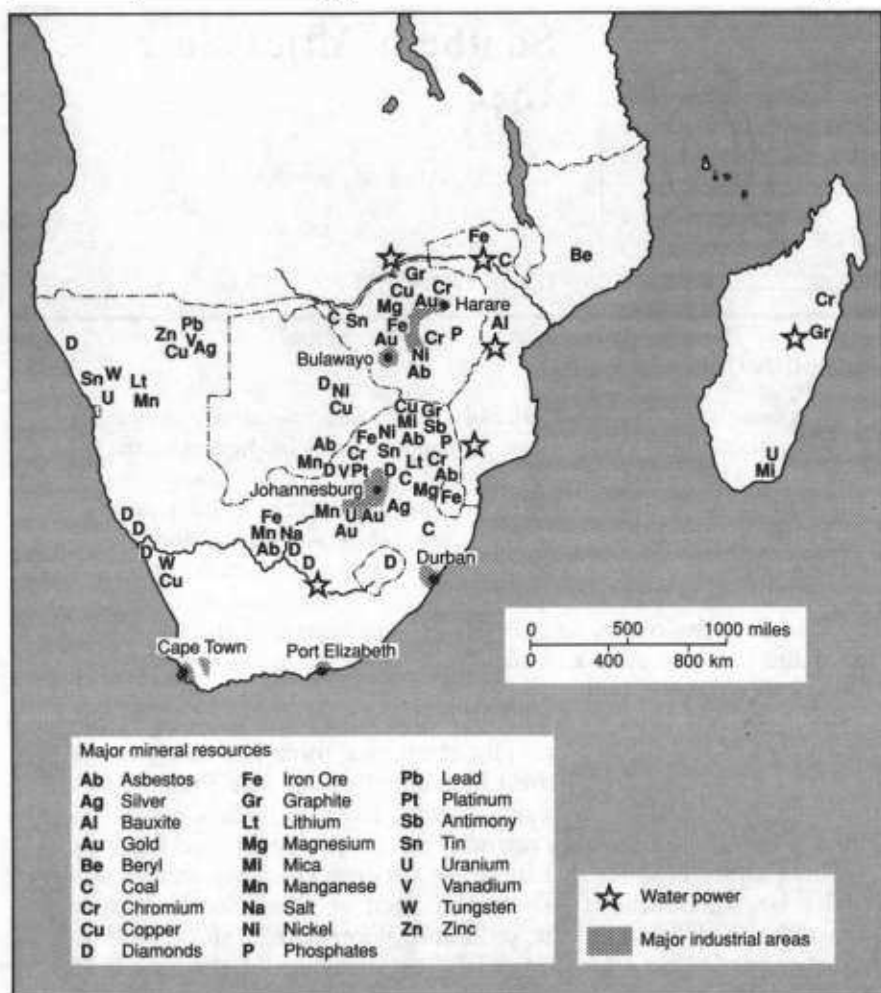 Fe
C
Be
Gr
Cu
Cr
Mg
Au
Harare
C Sn
Fe
Al
Au
Cr P
Bulawayo
Ni
Ab
Cr
Gr
D
Pb
Zn V
Cu Ag
Sn W Lt
U Mn
D Ni
Cu
Cu Gr
Mi Sb
Ab Fe Ni Ab P
Cr Sn Lt Cr
Mn D V Pt D C Ab
Johannesburg
Mg Fe
U
Mi
Mn U Au Ag
Au
C
D
D
D
Fe
Mn Na
Ab D
D
D
Durban
W
Cu
Cape Town
Port Elizabeth
0 500 1000 miles
0 400 800 km
Major mineral resources
Ab Asbestos Fe Iron Ore Pb Lead
Ag Silver Gr Graphite Pt Platinum
Al Bauxite Lt Lithium Sb Antimony
Au Gold Mg Magnesium Sn Tin
Be Beryl Mi Mica U Uranium
C Coal Mn Manganese V Vanadium
Cr Chromium Na Salt W Tungsten
Cu Copper Ni Nickel Zn Zinc
D Diamonds P Phosphates
Water power
Major industrial areas